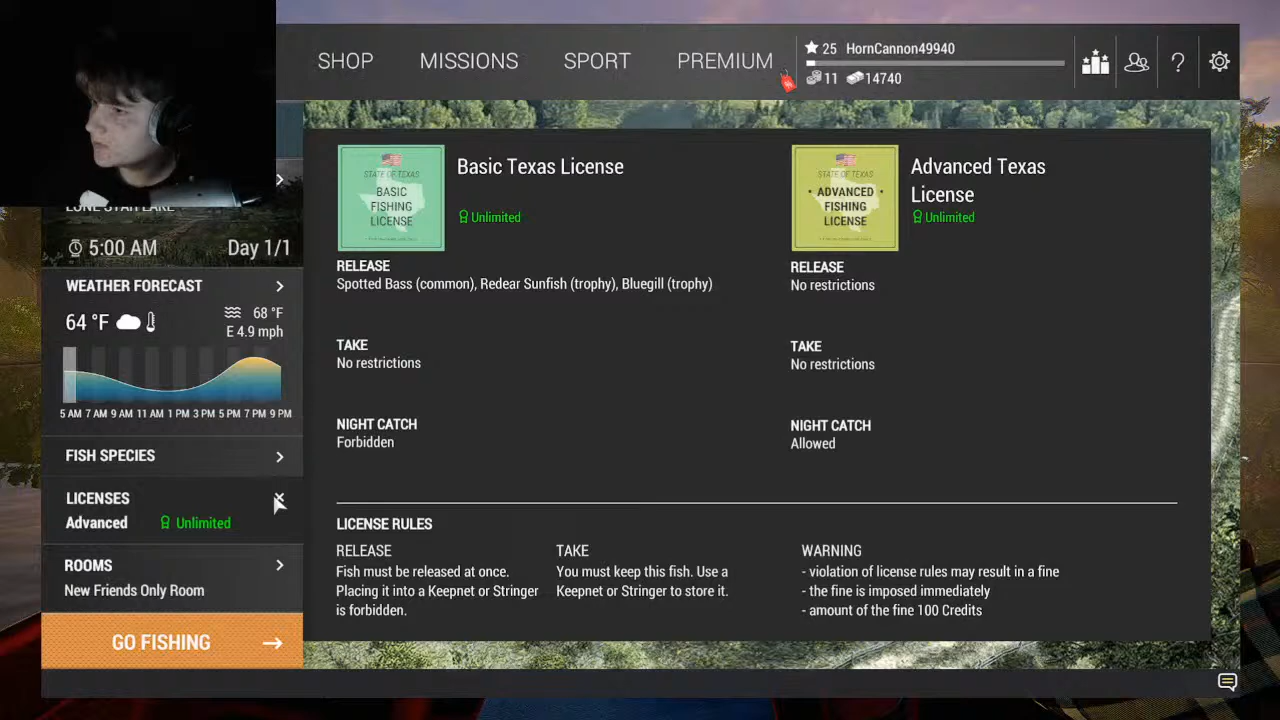 SHOP
MISSIONS
SPORT
PREMIUM
25 HornCannon49940
11 14740
LONE STAR LAKE
5:00 AM Day 1/1
WEATHER FORECAST
64 °F
68 °F
E 4.9 mph
5 AM 7 AM 9 AM 11 AM 1 PM 3 PM 5 PM 7 PM 9 PM
FISH SPECIES
LICENSES
Advanced Unlimited
ROOMS
New Friends Only Room
GO FISHING
STATE OF TEXAS
BASIC
FISHING
LICENSE
Basic Texas License
Unlimited
RELEASE
Spotted Bass (common), Redear Sunfish (trophy), Bluegill (trophy)
TAKE
No restrictions
NIGHT CATCH
Forbidden
STATE OF TEXAS
• ADVANCED •
FISHING
LICENSE
Advanced Texas
License
Unlimited
RELEASE
No restrictions
TAKE
No restrictions
NIGHT CATCH
Allowed
LICENSE RULES
RELEASE
Fish must be released at once.
Placing it into a Keepnet or Stringer
is forbidden.
TAKE
You must keep this fish. Use a
Keepnet or Stringer to store it.
WARNING
- violation of license rules may result in a fine
- the fine is imposed immediately
- amount of the fine 100 Credits